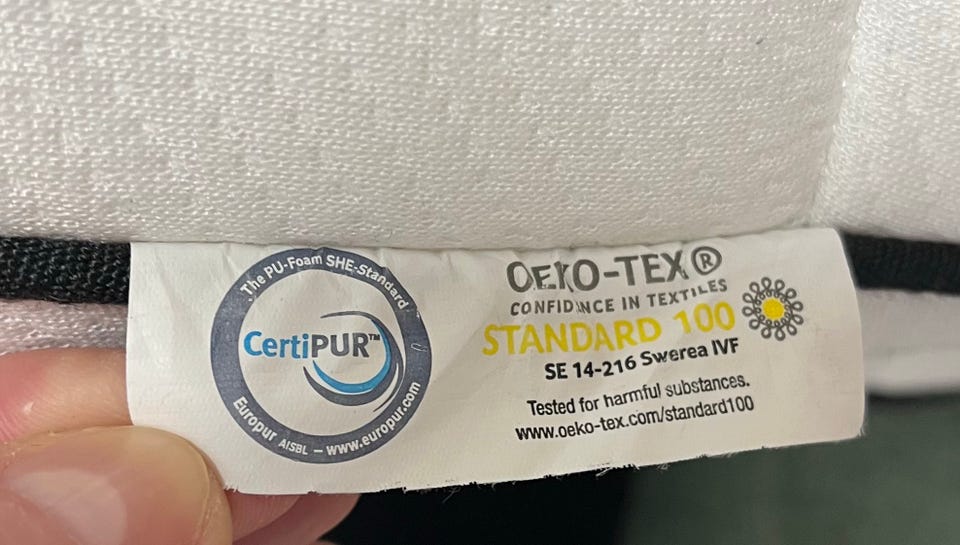 The PU-Foam SHE-Standard
CertiPUR™
Europur AISBL – www.europur.com
OEKO-TEX®
CONFIDENCE IN TEXTILES
STANDARD 100
SE 14-216 Swerea IVF
Tested for harmful substances.
www.oeko-tex.com/standard100